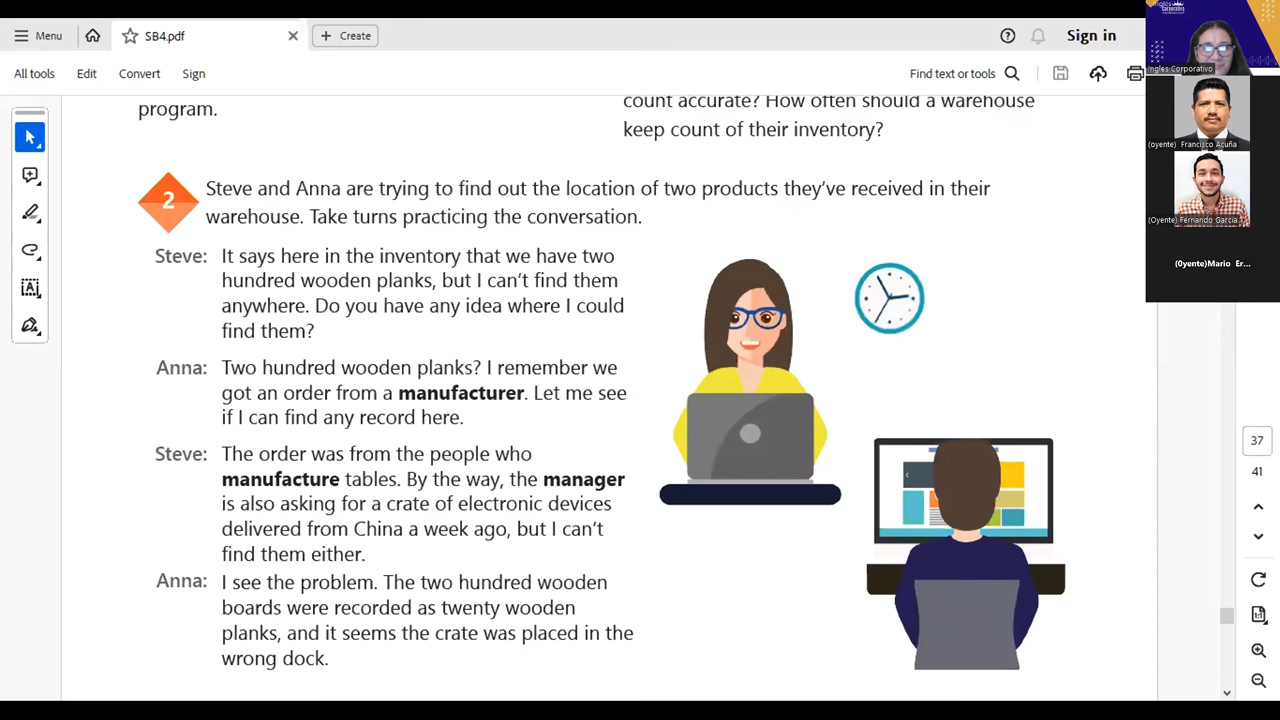 Menu
SB4.pdf
Create
Sign in
All tools
Edit
Convert
Sign
Find text or tools
program.
count accurate? How often should a warehouse
keep count of their inventory?
2
Steve and Anna are trying to find out the location of two products they've received in their
warehouse. Take turns practicing the conversation.
Steve: It says here in the inventory that we have two
hundred wooden planks, but I can't find them
anywhere. Do you have any idea where I could
find them?
Anna: Two hundred wooden planks? I remember we
got an order from a manufacturer. Let me see
if I can find any record here.
Steve: The order was from the people who
manufacture tables. By the way, the manager
is also asking for a crate of electronic devices
delivered from China a week ago, but I can't
find them either.
Anna: I see the problem. The two hundred wooden
boards were recorded as twenty wooden
planks, and it seems the crate was placed in the
wrong dock.
37
41
1:1
Ingles Corporativo
(oyente) Francisco Acuña
(Oyente) Fernando García
(0yente)Mario Er...